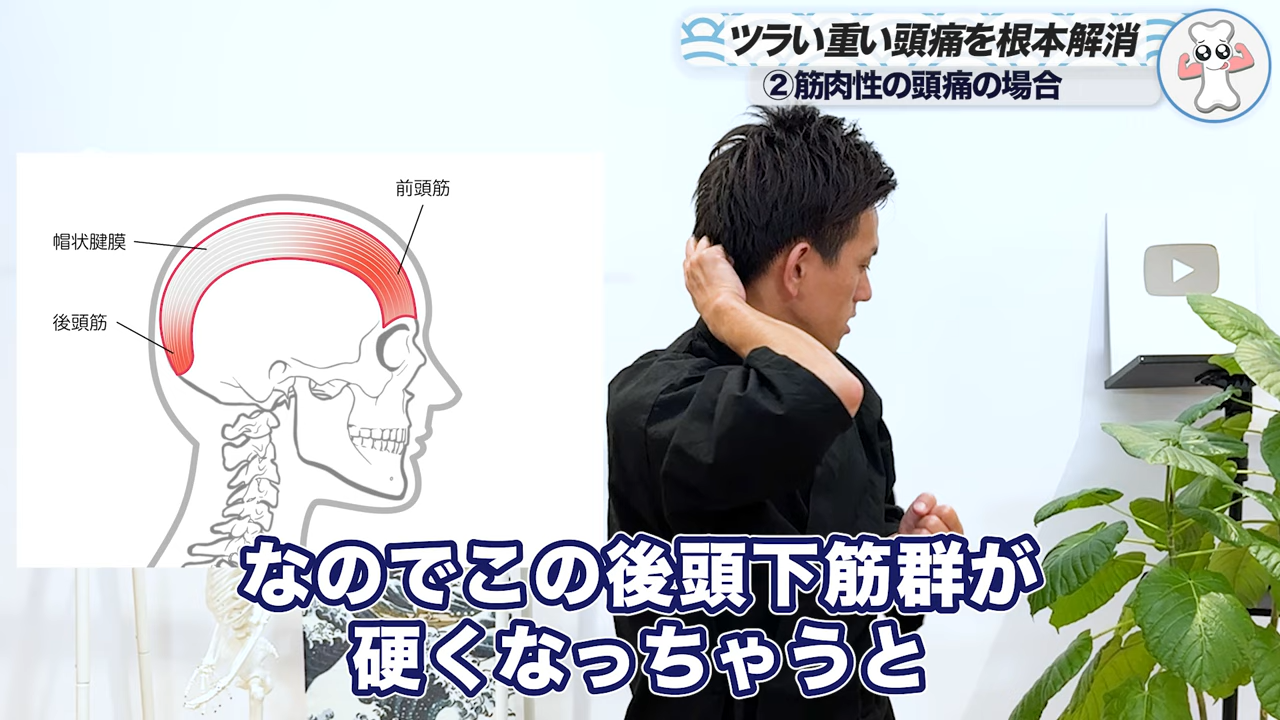 ツラい重い頭痛を根本解消
②筋肉性の頭痛の場合
前頭筋
帽状腱膜
後頭筋
なのでこの後頭下筋群が
硬くなっちゃうと